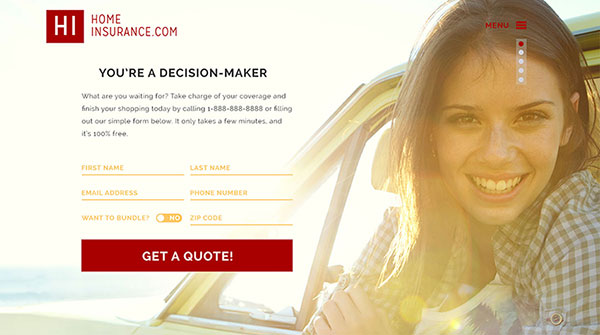 HI
HOME
INSURANCE.COM
MENU
YOU'RE A DECISION-MAKER
What are you waiting for? Take charge of your coverage and
finish your shopping today by calling 1-888-888-8888 or filling
out our simple form below. It only takes a few minutes, and
it's 100% free.
FIRST NAME
LAST NAME
EMAIL ADDRESS
PHONE NUMBER
WANT TO BUNDLE?
NO
ZIP CODE
GET A QUOTE!